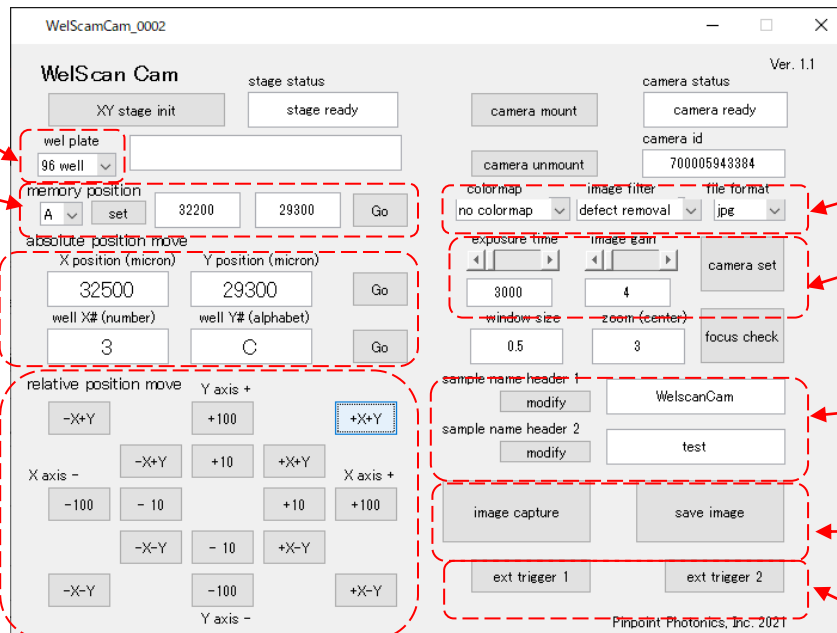 WelScamCam_0002
Ver. 1.1
WelScan Cam
stage status
camera status
XY stage init
stage ready
camera mount
camera ready
wel plate
camera id
96 well
camera unmount
700005943384
memory position
colormap
image filter
file format
A
set
32200
29300
Go
no colormap
defect removal
jpg
absolute position move
exposure time
image gain
X position (micron)
Y position (micron)
camera set
32500
29300
Go
3000
4
well X# (number)
well Y# (alphabet)
window size
zoom (center)
3
C
Go
0.5
3
focus check
relative position move
Y axis +
sample name header 1
-X+Y
+100
+X+Y
modify
WelscanCam
sample name header 2
-X+Y
+10
+X+Y
modify
test
X axis -
X axis +
-100
- 10
+10
+100
image capture
save image
-X-Y
- 10
+X-Y
ext trigger 1
ext trigger 2
-X-Y
-100
+X-Y
Y axis -
Pinpoint Photonics, Inc. 2021